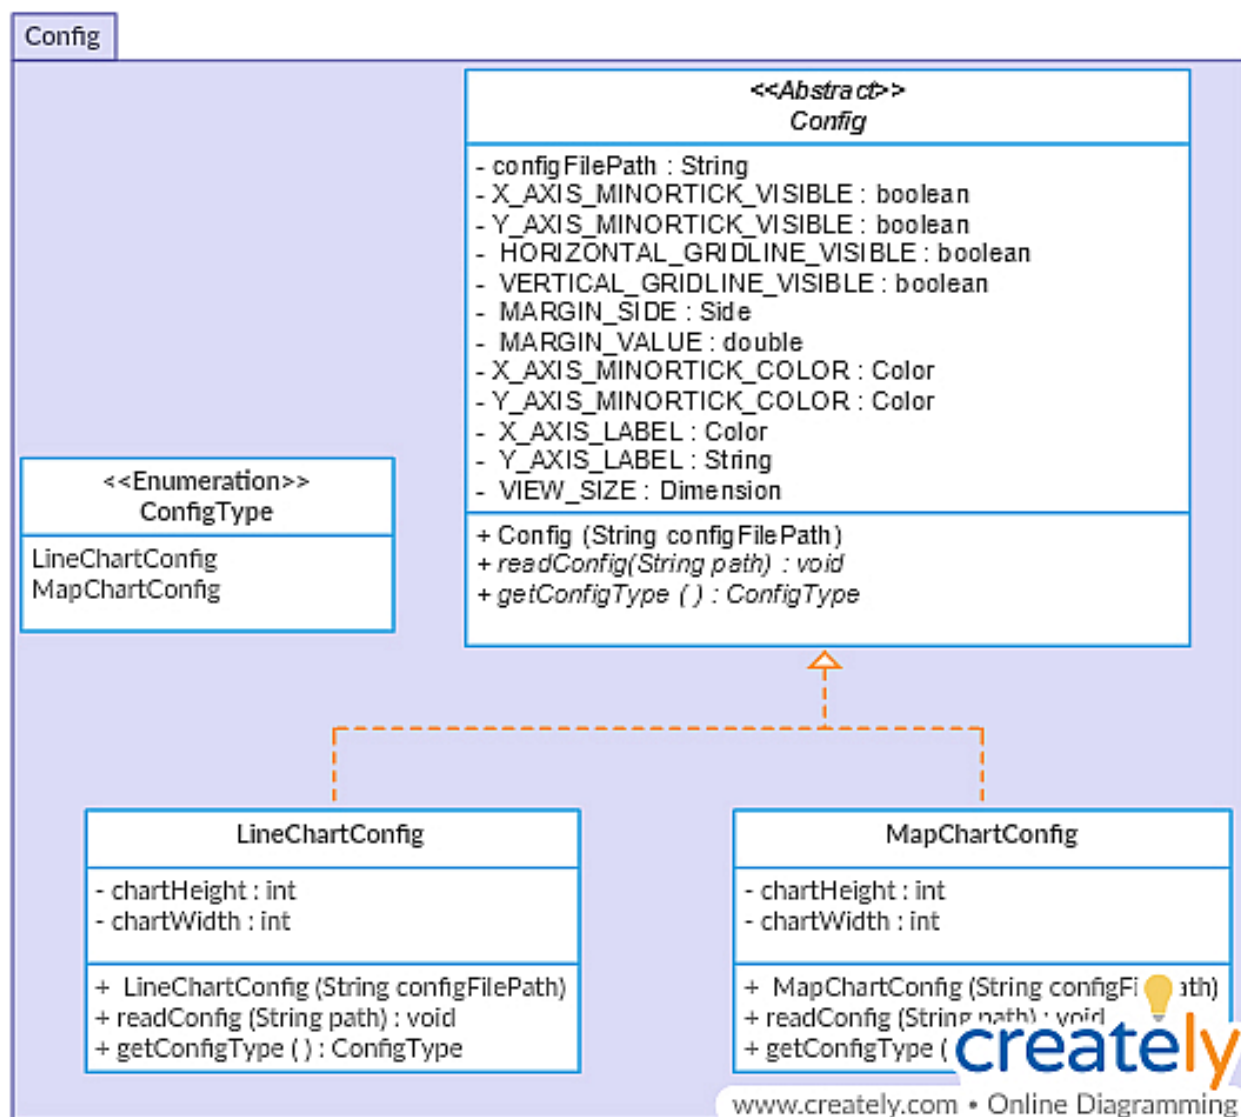 Config
<<Abstract>>
Config
- configFilePath : String
- X_AXIS_MINORTICK_VISIBLE : boolean
- Y_AXIS_MINORTICK_VISIBLE : boolean
- HORIZONTAL_GRIDLINE_VISIBLE : boolean
- VERTICAL_GRIDLINE_VISIBLE : boolean
- MARGIN_SIDE : Side
- MARGIN_VALUE : double
- X_AXIS_MINORTICK_COLOR : Color
- Y_AXIS_MINORTICK_COLOR : Color
- X_AXIS_LABEL : Color
- Y_AXIS_LABEL : String
- VIEW_SIZE : Dimension
+ Config (String configFilePath)
+ readConfig(String path) : void
+ getConfigType ( ) : ConfigType
<<Enumeration>>
ConfigType
LineChartConfig
MapChartConfig
LineChartConfig
- chartHeight : int
- chartWidth : int
+ LineChartConfig (String configFilePath)
+ readConfig (String path) : void
+ getConfigType ( ) : ConfigType
MapChartConfig
- chartHeight : int
- chartWidth : int
+ MapChartConfig (String
+ readConfig (String path) : void
+ getConfigType (
creately
www.creately.com • Online Diagramming